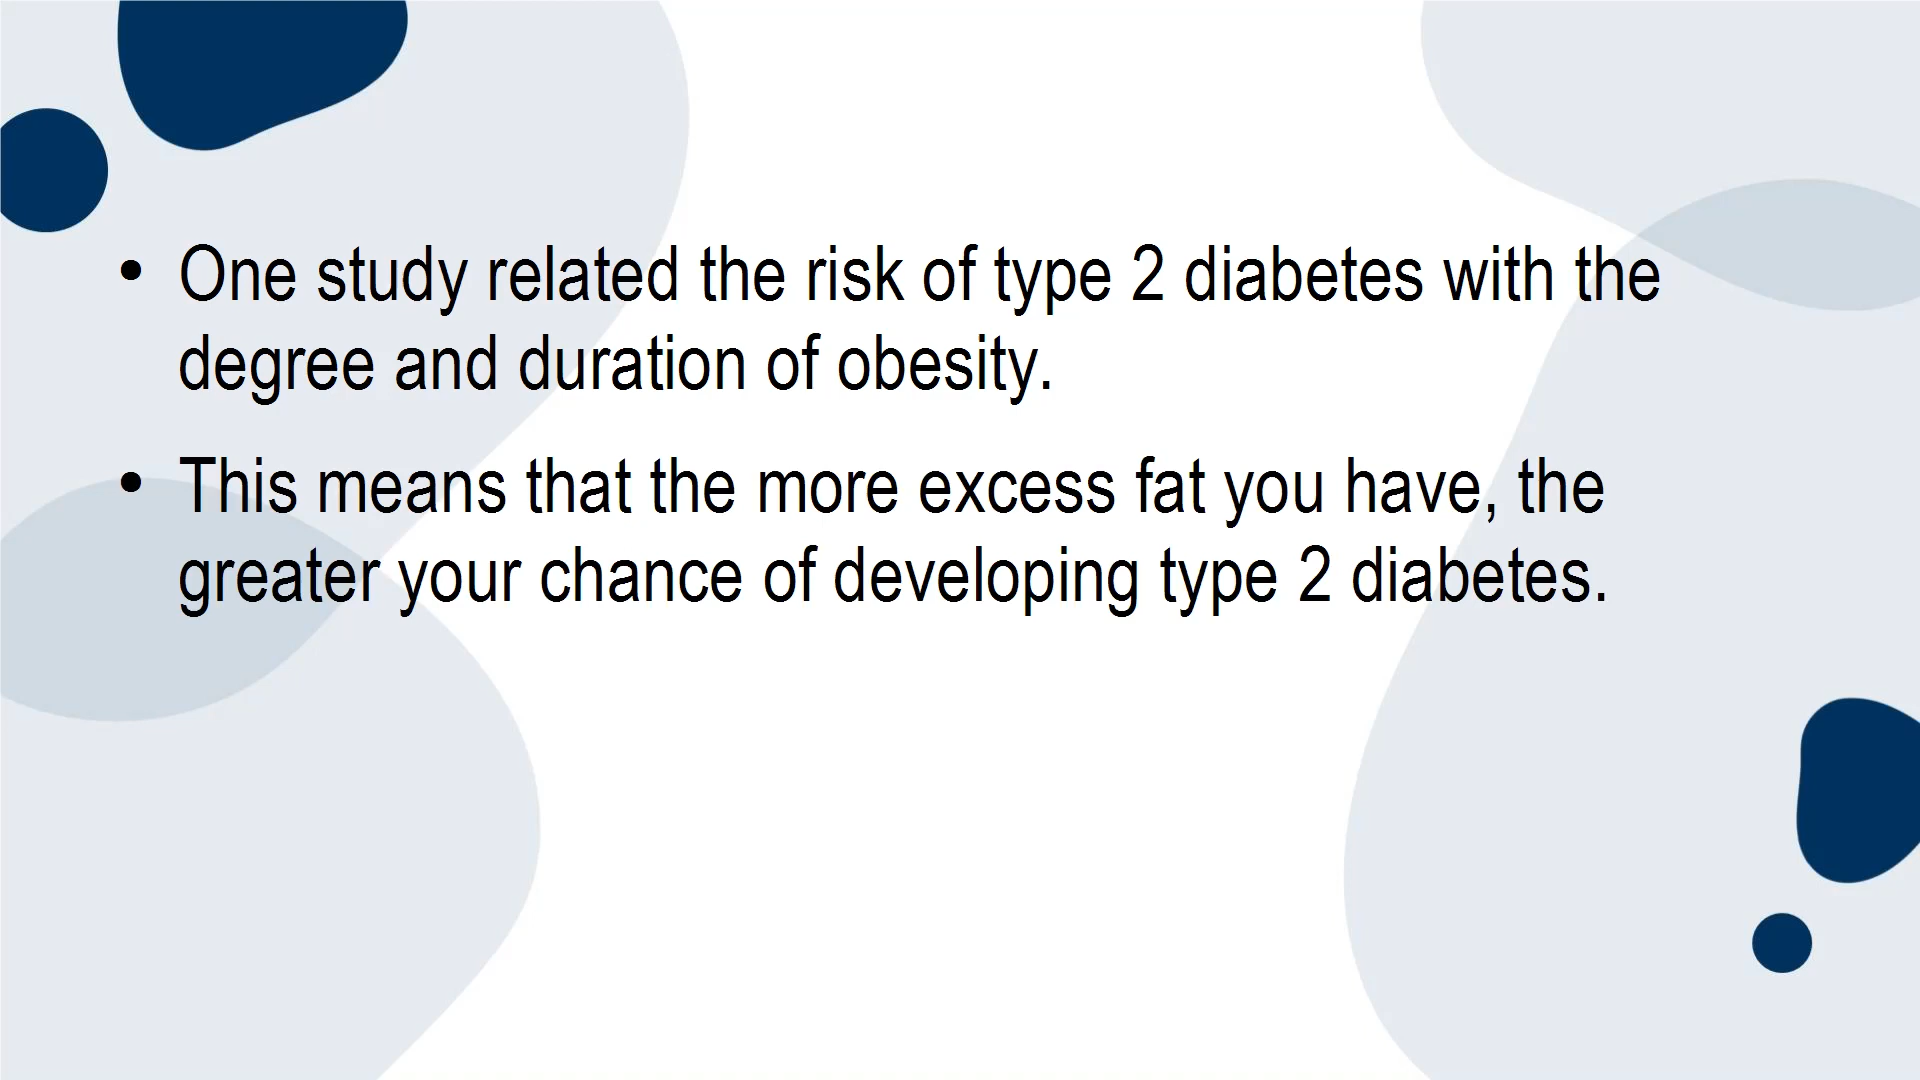 • One study related the risk of type 2 diabetes with the
degree and duration of obesity.
• This means that the more excess fat you have, the
greater your chance of developing type 2 diabetes.